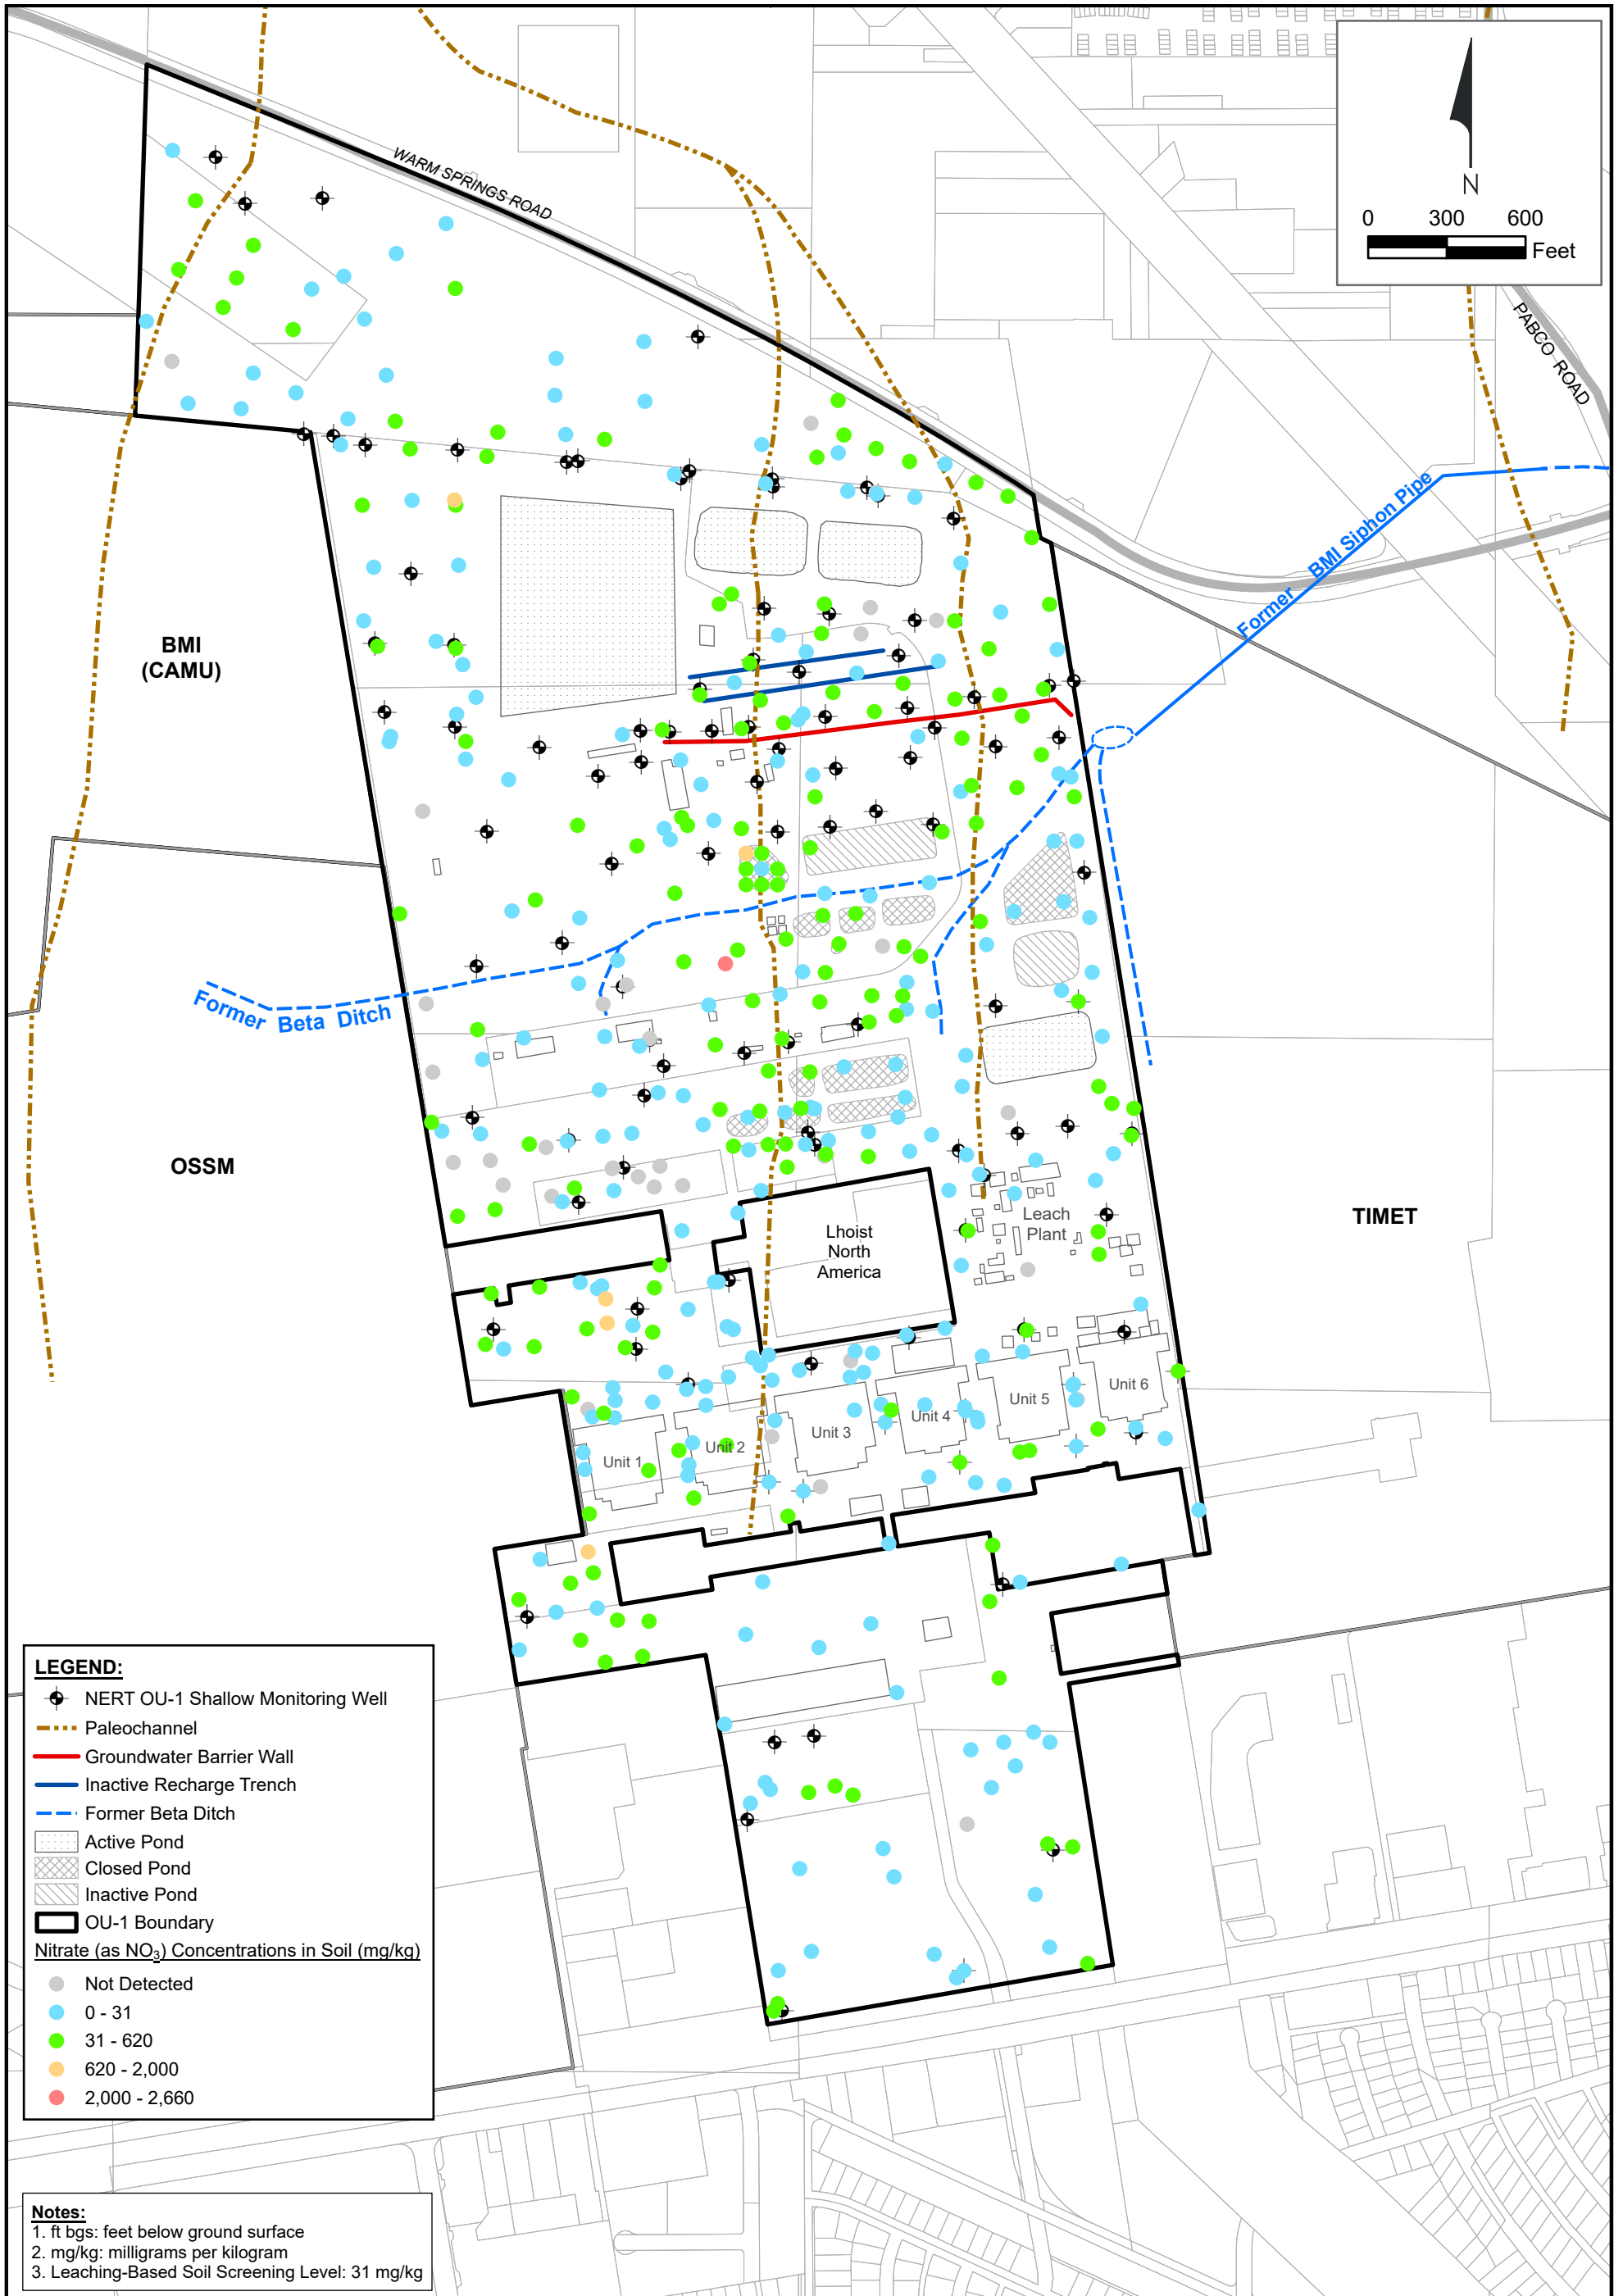 N
0 300 600
Feet
WARM SPRINGS ROAD
PABCO ROAD
Former BMI Siphon Pipe
BMI
(CAMU)
Former Beta Ditch
OSSM
TIMET
Lhoist
North
America
Leach
Plant
Unit 6
Unit 5
Unit 4
Unit 3
Unit 2
Unit 1
LEGEND:
NERT OU-1 Shallow Monitoring Well
Paleochannel
Groundwater Barrier Wall
Inactive Recharge Trench
Former Beta Ditch
Active Pond
Closed Pond
Inactive Pond
OU-1 Boundary
Nitrate (as NO3) Concentrations in Soil (mg/kg)
Not Detected
0 - 31
31 - 620
620 - 2,000
2,000 - 2,660
Notes:
1. ft bgs: feet below ground surface
2. mg/kg: milligrams per kilogram
3. Leaching-Based Soil Screening Level: 31 mg/kg